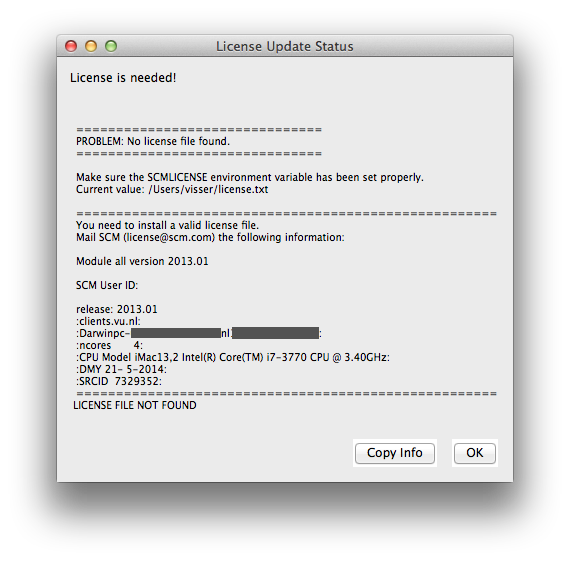 License Update Status
License is needed!
===============================
PROBLEM: No license file found.
===============================
Make sure the SCMLICENSE environment variable has been set properly.
Current value: /Users/visser/license.txt
=====================================================
You need to install a valid license file.
Mail SCM (license@scm.com) the following information:
Module all version 2013.01
SCM User ID:
release: 2013.01
:clients.vu.nl:
:Darwinpc- nl: :
:ncores 4:
:CPU Model iMac13,2 Intel(R) Core(TM) i7-3770 CPU @ 3.40GHz:
:DMY 21- 5-2014:
:SRCID 7329352:
=====================================================
LICENSE FILE NOT FOUND
Copy Info OK